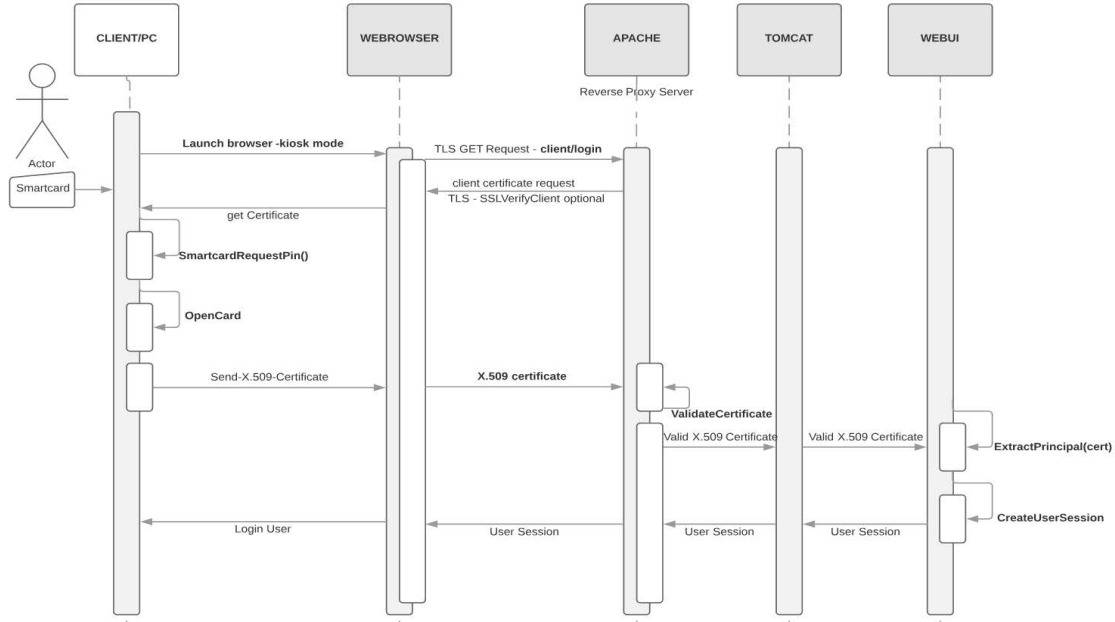 CLIENT/PC
WEBROWSER
APACHE
TOMCAT
WEBUI
Reverse Proxy Server
Actor
Smartcard
Launch browser -kiosk mode
TLS GET Request - client/login
client certificate request
TLS - SSLVerifyClient optional
get Certificate
SmartcardRequestPin()
OpenCard
Send-X.509-Certificate
X.509 certificate
ValidateCertificate
Valid X.509 Certificate
Valid X.509 Certificate
ExtractPrincipal(cert)
CreateUserSession
Login User
User Session
User Session
User Session